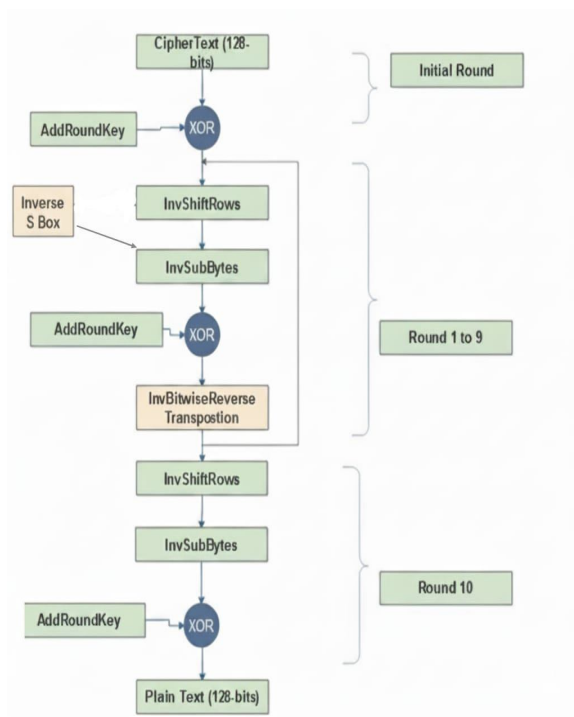 CipherText (128-
bits)
Initial Round
AddRoundKey
XOR
Inverse
S Box
InvShiftRows
InvSubBytes
AddRoundKey
XOR
Round 1 to 9
InvBitwiseReverse
Transpostion
InvShiftRows
InvSubBytes
Round 10
AddRoundKey
XOR
Plain Text (128-bits)